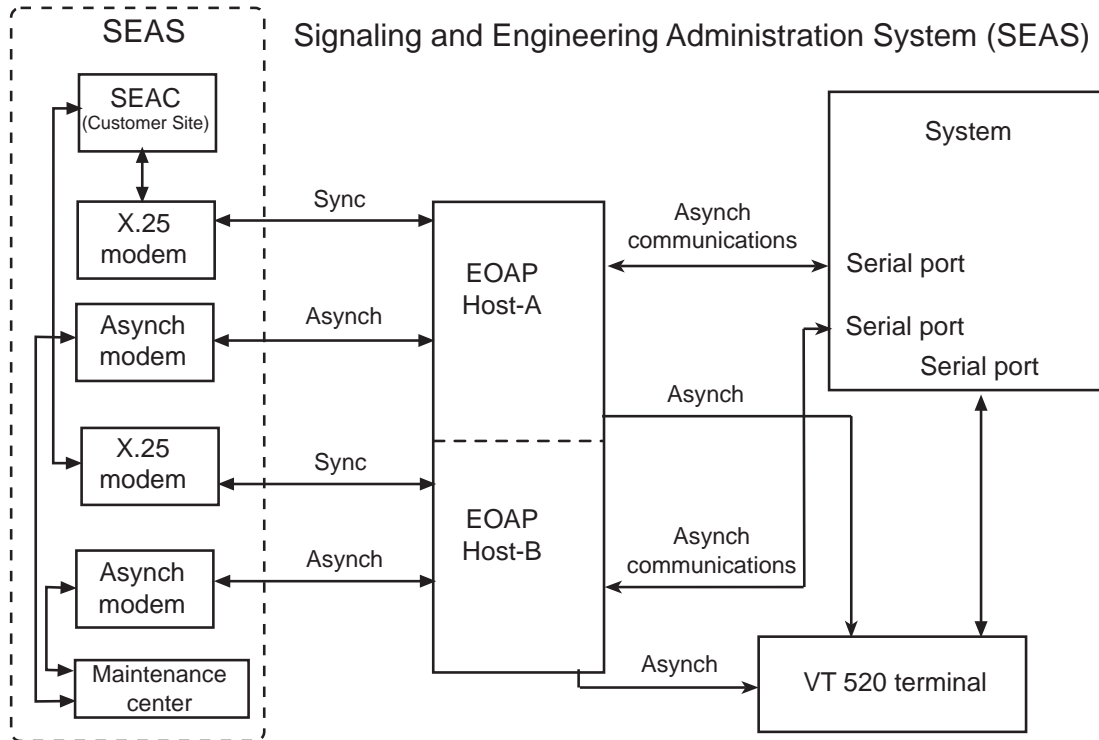 SEAS
Signaling and Engineering Administration System (SEAS)
SEAC
(Customer Site)
System
X.25
modem
Sync
EOAP
Host-A
Asynch
communications
Serial port
Asynch
modem
Asynch
Serial port
Serial port
Asynch
X.25
modem
Sync
EOAP
Host-B
Asynch
communications
Asynch
modem
Asynch
Maintenance
center
Asynch
VT 520 terminal